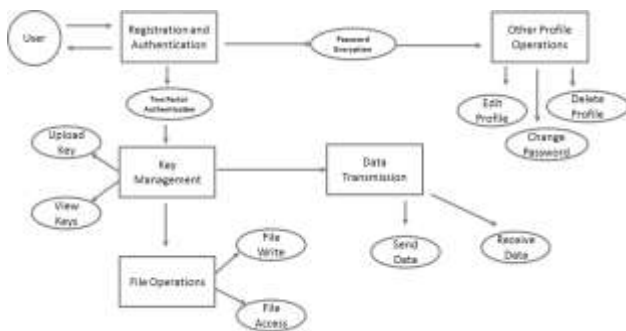 User
Registration and
Authentication
Password
Encryption
Other Profile
Operations
Two Factor
Authentication
Edit
Profile
Delete
Profile
Change
Password
Upload
Key
Key
Management
Data
Transmission
View
Keys
File
Write
Send
Data
Receive
Data
File Operations
File
Access